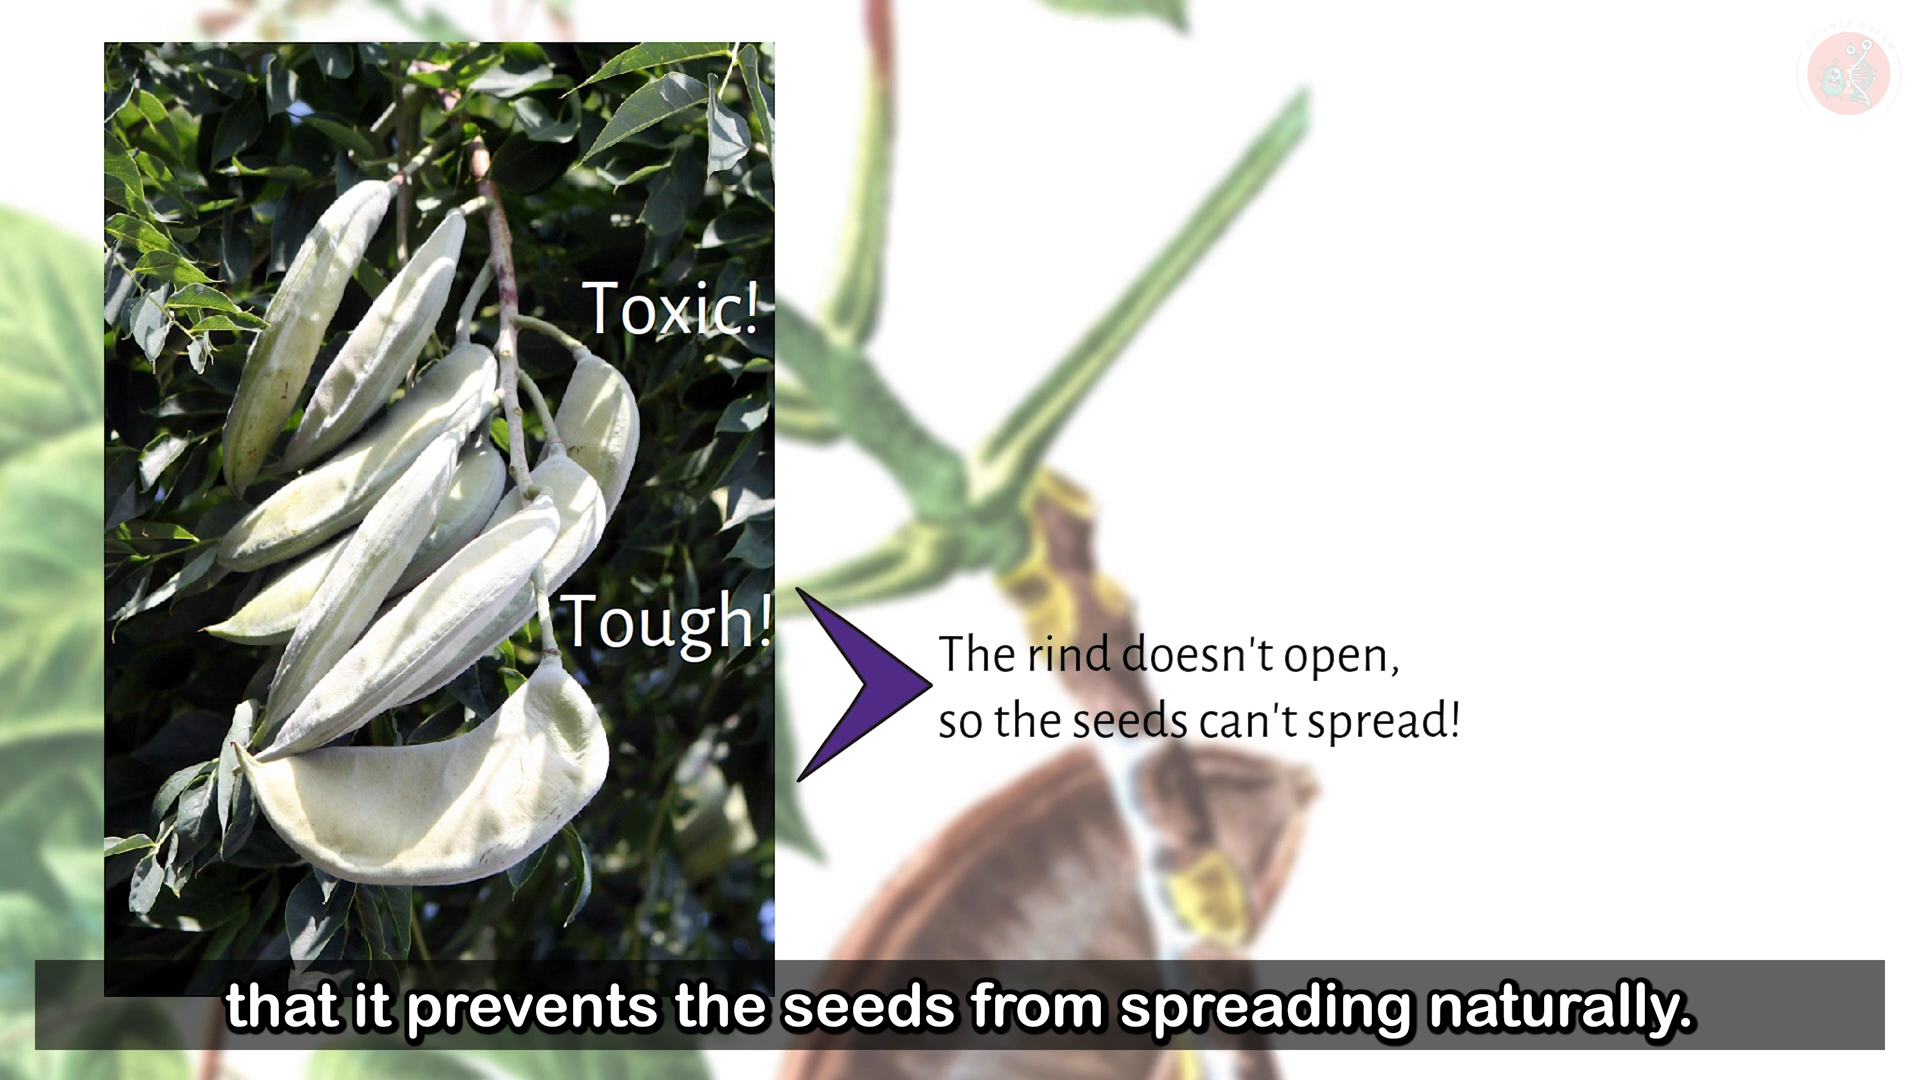 Toxic!
Tough!
The rind doesn't open,
so the seeds can't spread!
that it prevents the seeds from spreading naturally.